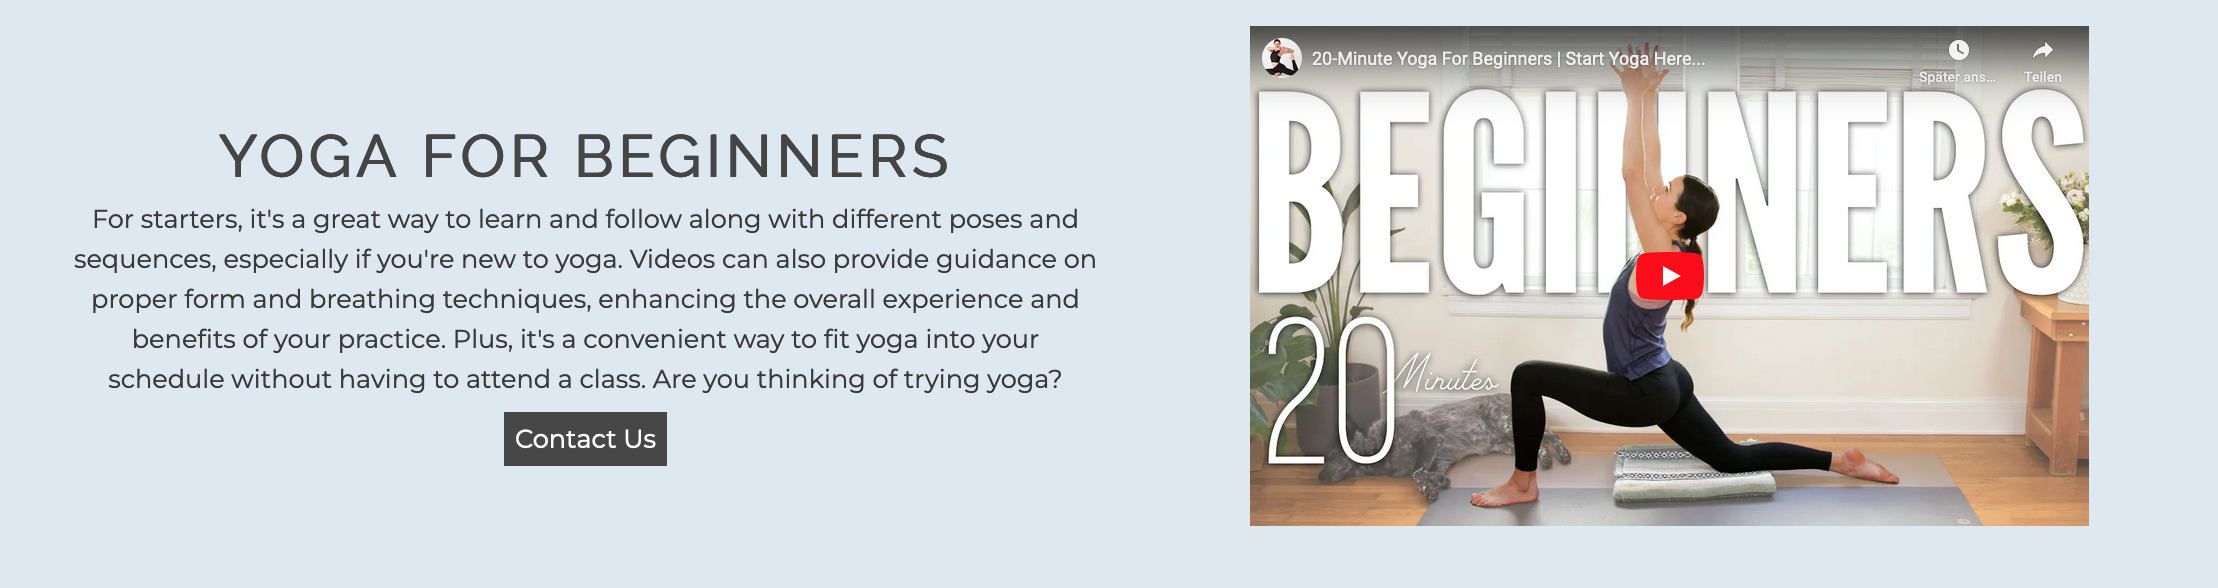 YOGA FOR BEGINNERS
For starters, it's a great way to learn and follow along with different poses and
sequences, especially if you're new to yoga. Videos can also provide guidance on
proper form and breathing techniques, enhancing the overall experience and
benefits of your practice. Plus, it's a convenient way to fit yoga into your
schedule without having to attend a class. Are you thinking of trying yoga?
Contact Us
20-Minute Yoga For Beginners | Start Yoga Here...
Später ans...
Teilen
BEGINNERS
20 Minutes